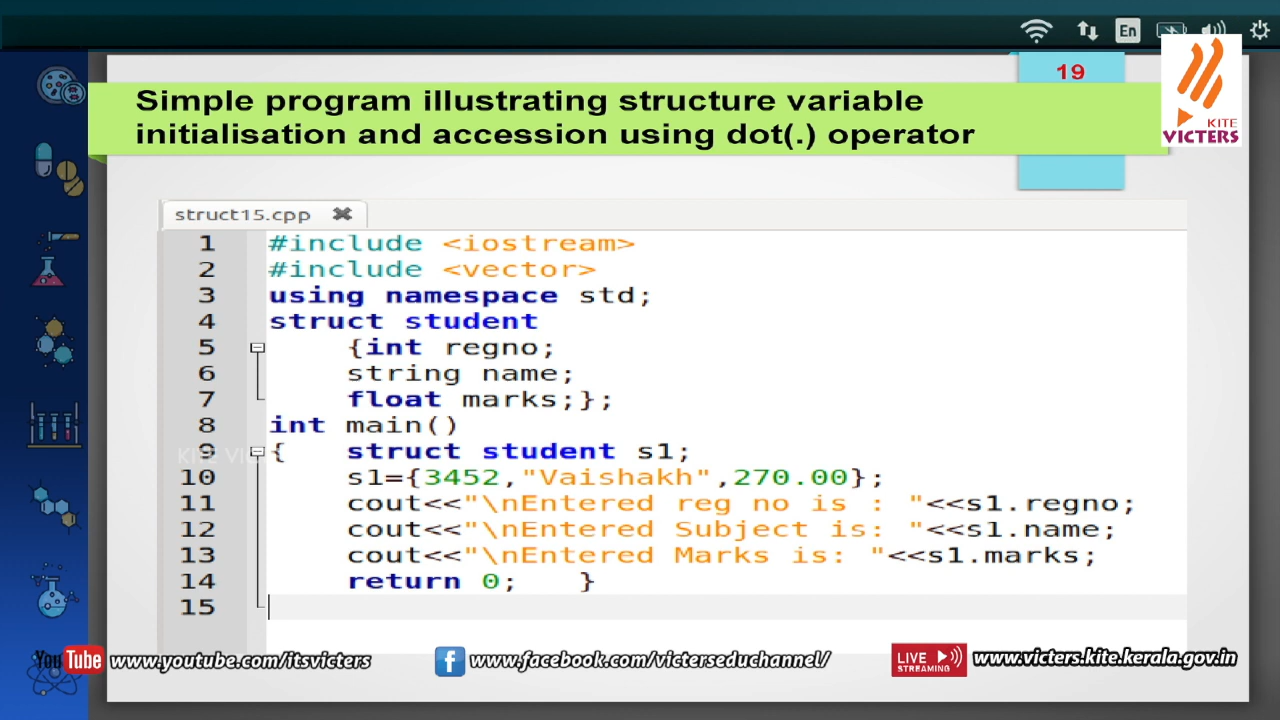 En
19
Simple program illustrating structure variable
initialisation and accession using dot(.) operator
KITE
VICTERS
struct15.cpp
1 #include <iostream>
2 #include <vector>
3 using namespace std;
4 struct student
5 {int regno;
6 string name;
7 float marks;};
8 int main()
9 { struct student s1;
10 s1={3452,"Vaishakh",270.00};
11 cout<<"\nEntered reg no is : "<<s1.regno;
12 cout<<"\nEntered Subject is: "<<s1.name;
13 cout<<"\nEntered Marks is: "<<s1.marks;
14 return 0; }
15
KITE VIC
YouTube www.youtube.com/itsvicters
f www.facebook.com/victerseduchannel/
LIVE STREAMING www.victers.kite.kerala.gov.in